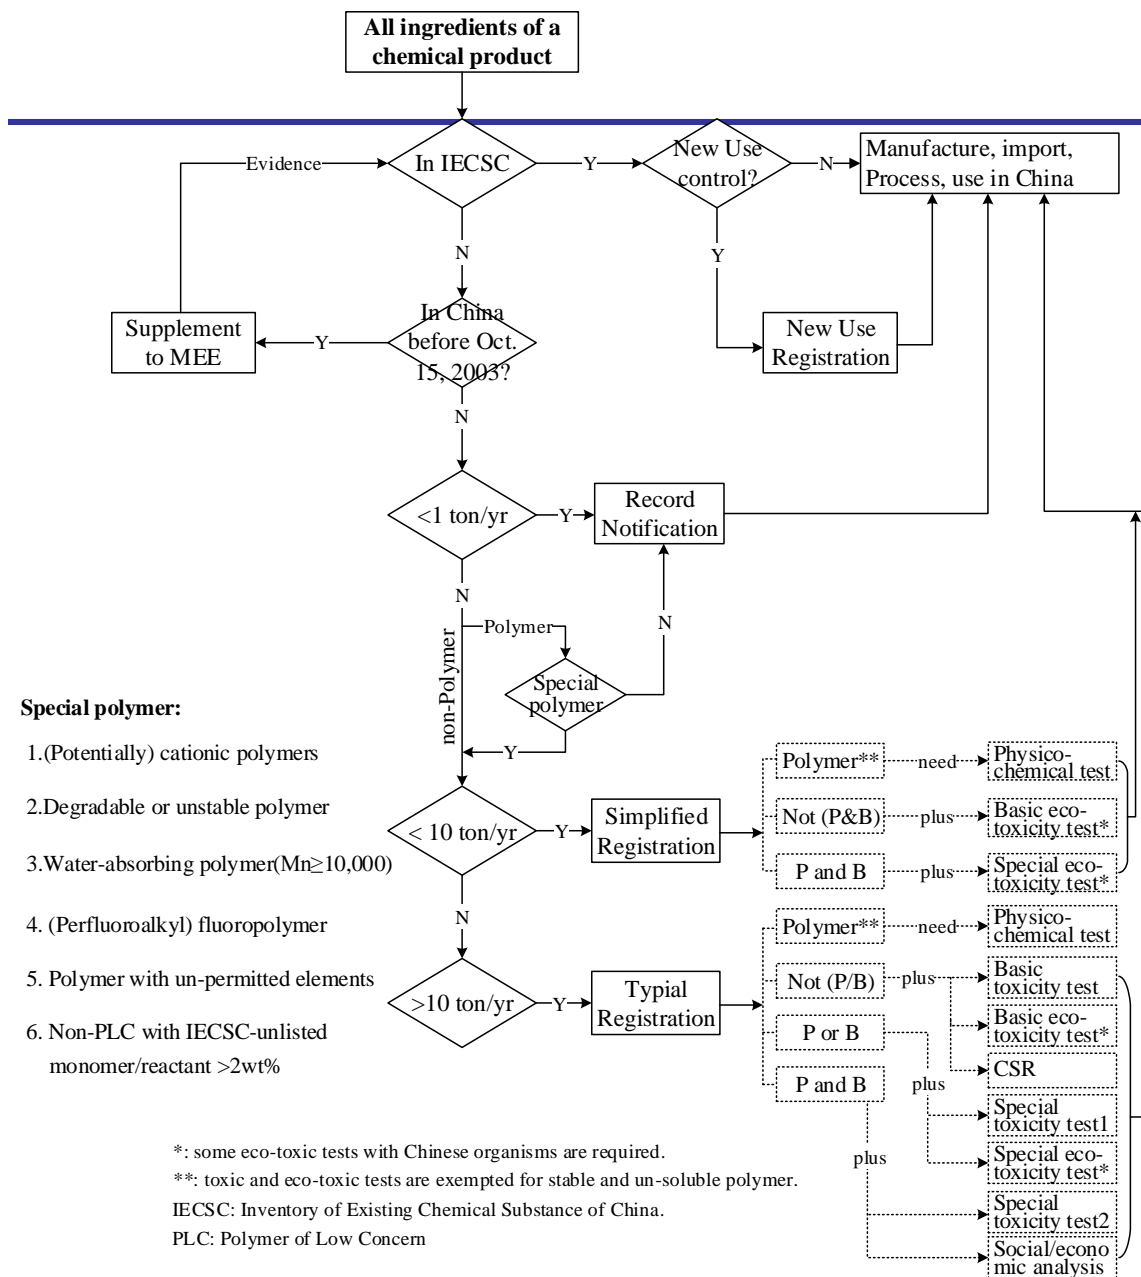 All ingredients of a
chemical product
Evidence
In IECSC
Y
New Use
control?
N
Manufacture, import,
Process, use in China
N
Y
Supplement
to MEE
Y
In China
before Oct.
15, 2003?
New Use
Registration
N
<1 ton/yr
Y
Record
Notification
N
Polymer
N
non-Polymer
Special
polymer
Y
Special polymer:
1.(Potentially) cationic polymers
2.Degradable or unstable polymer
3.Water-absorbing polymer(Mn≥10,000)
4. (Perfluoroalkyl) fluoropolymer
5. Polymer with un-permitted elements
6. Non-PLC with IECSC-unlisted
monomer/reactant >2wt%
< 10 ton/yr
Y
Simplified
Registration
Polymer**
need
Physico-
chemical test
Not (P&B)
plus
Basic eco-
toxicity test*
P and B
plus
Special eco-
toxicity test*
N
>10 ton/yr
Y
Typial
Registration
Polymer**
need
Physico-
chemical test
Not (P/B)
plus
Basic
toxicity test
Basic eco-
toxicity test*
CSR
P or B
plus
Special
toxicity test1
Special eco-
toxicity test*
P and B
plus
Special
toxicity test2
Social/econo
mic analysis
*: some eco-toxic tests with Chinese organisms are required.
**: toxic and eco-toxic tests are exempted for stable and un-soluble polymer.
IECSC: Inventory of Existing Chemical Substance of China.
PLC: Polymer of Low Concern